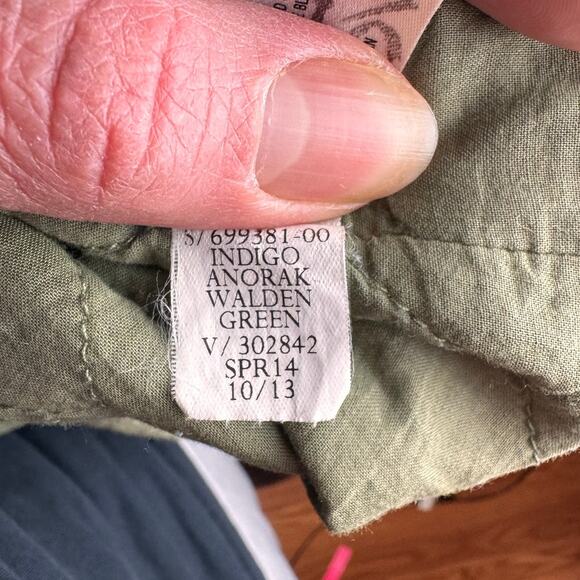 S/ 699381-00
INDIGO
ANORAK
WALDEN
GREEN
V/ 302842
SPR14
10/13